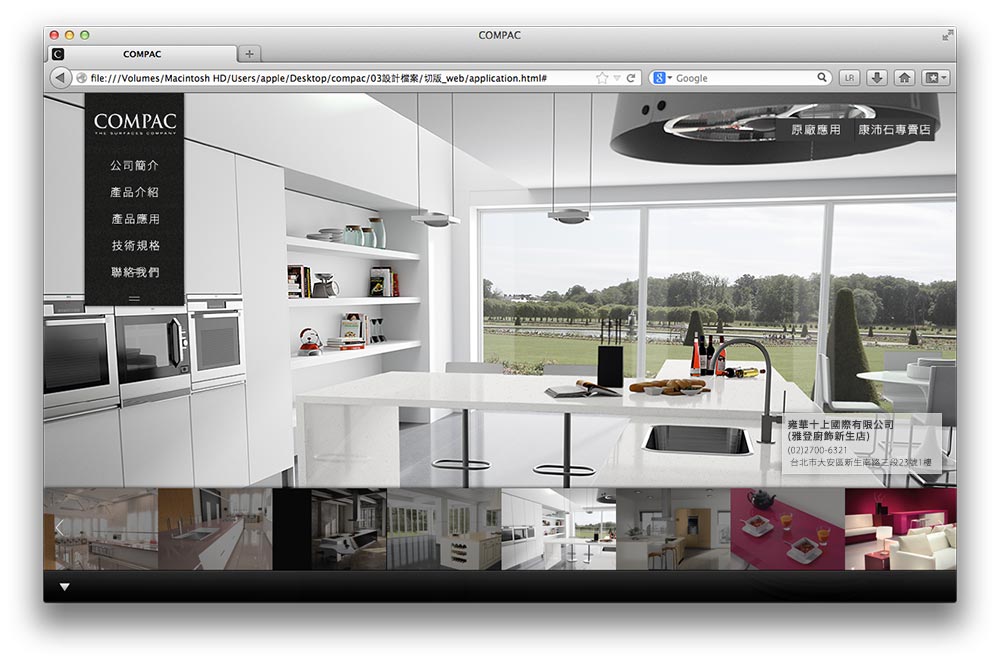 COMPAC
COMPAC
file:///Volumes/Macintosh HD/Users/apple/Desktop/compac/03設計檔案/切版_web/application.html#
Google
LR
COMPAC
THE SURFACES COMPANY
原廠應用
康沛石專賣店
公司簡介
產品介紹
產品應用
技術規格
聯絡我們
雍華十上國際有限公司
(雅登廚飾新生店)
(02)2700-6321
台北市大安區新生南路三段23號1樓